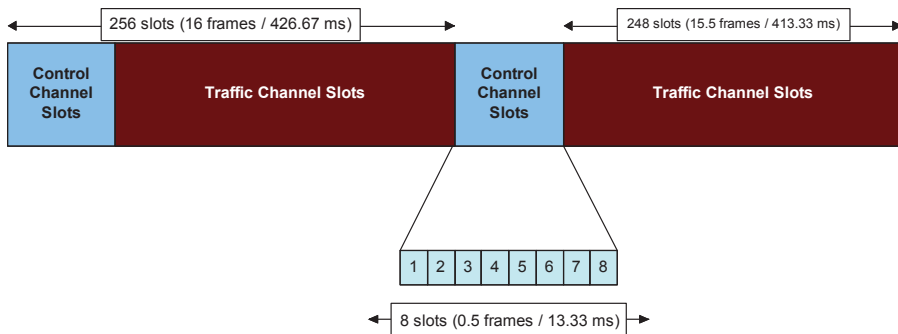 256 slots (16 frames / 426.67 ms)
248 slots (15.5 frames / 413.33 ms)
Control
Channel
Slots
Traffic Channel Slots
Control
Channel
Slots
Traffic Channel Slots
1 2 3 4 5 6 7 8
8 slots (0.5 frames / 13.33 ms)